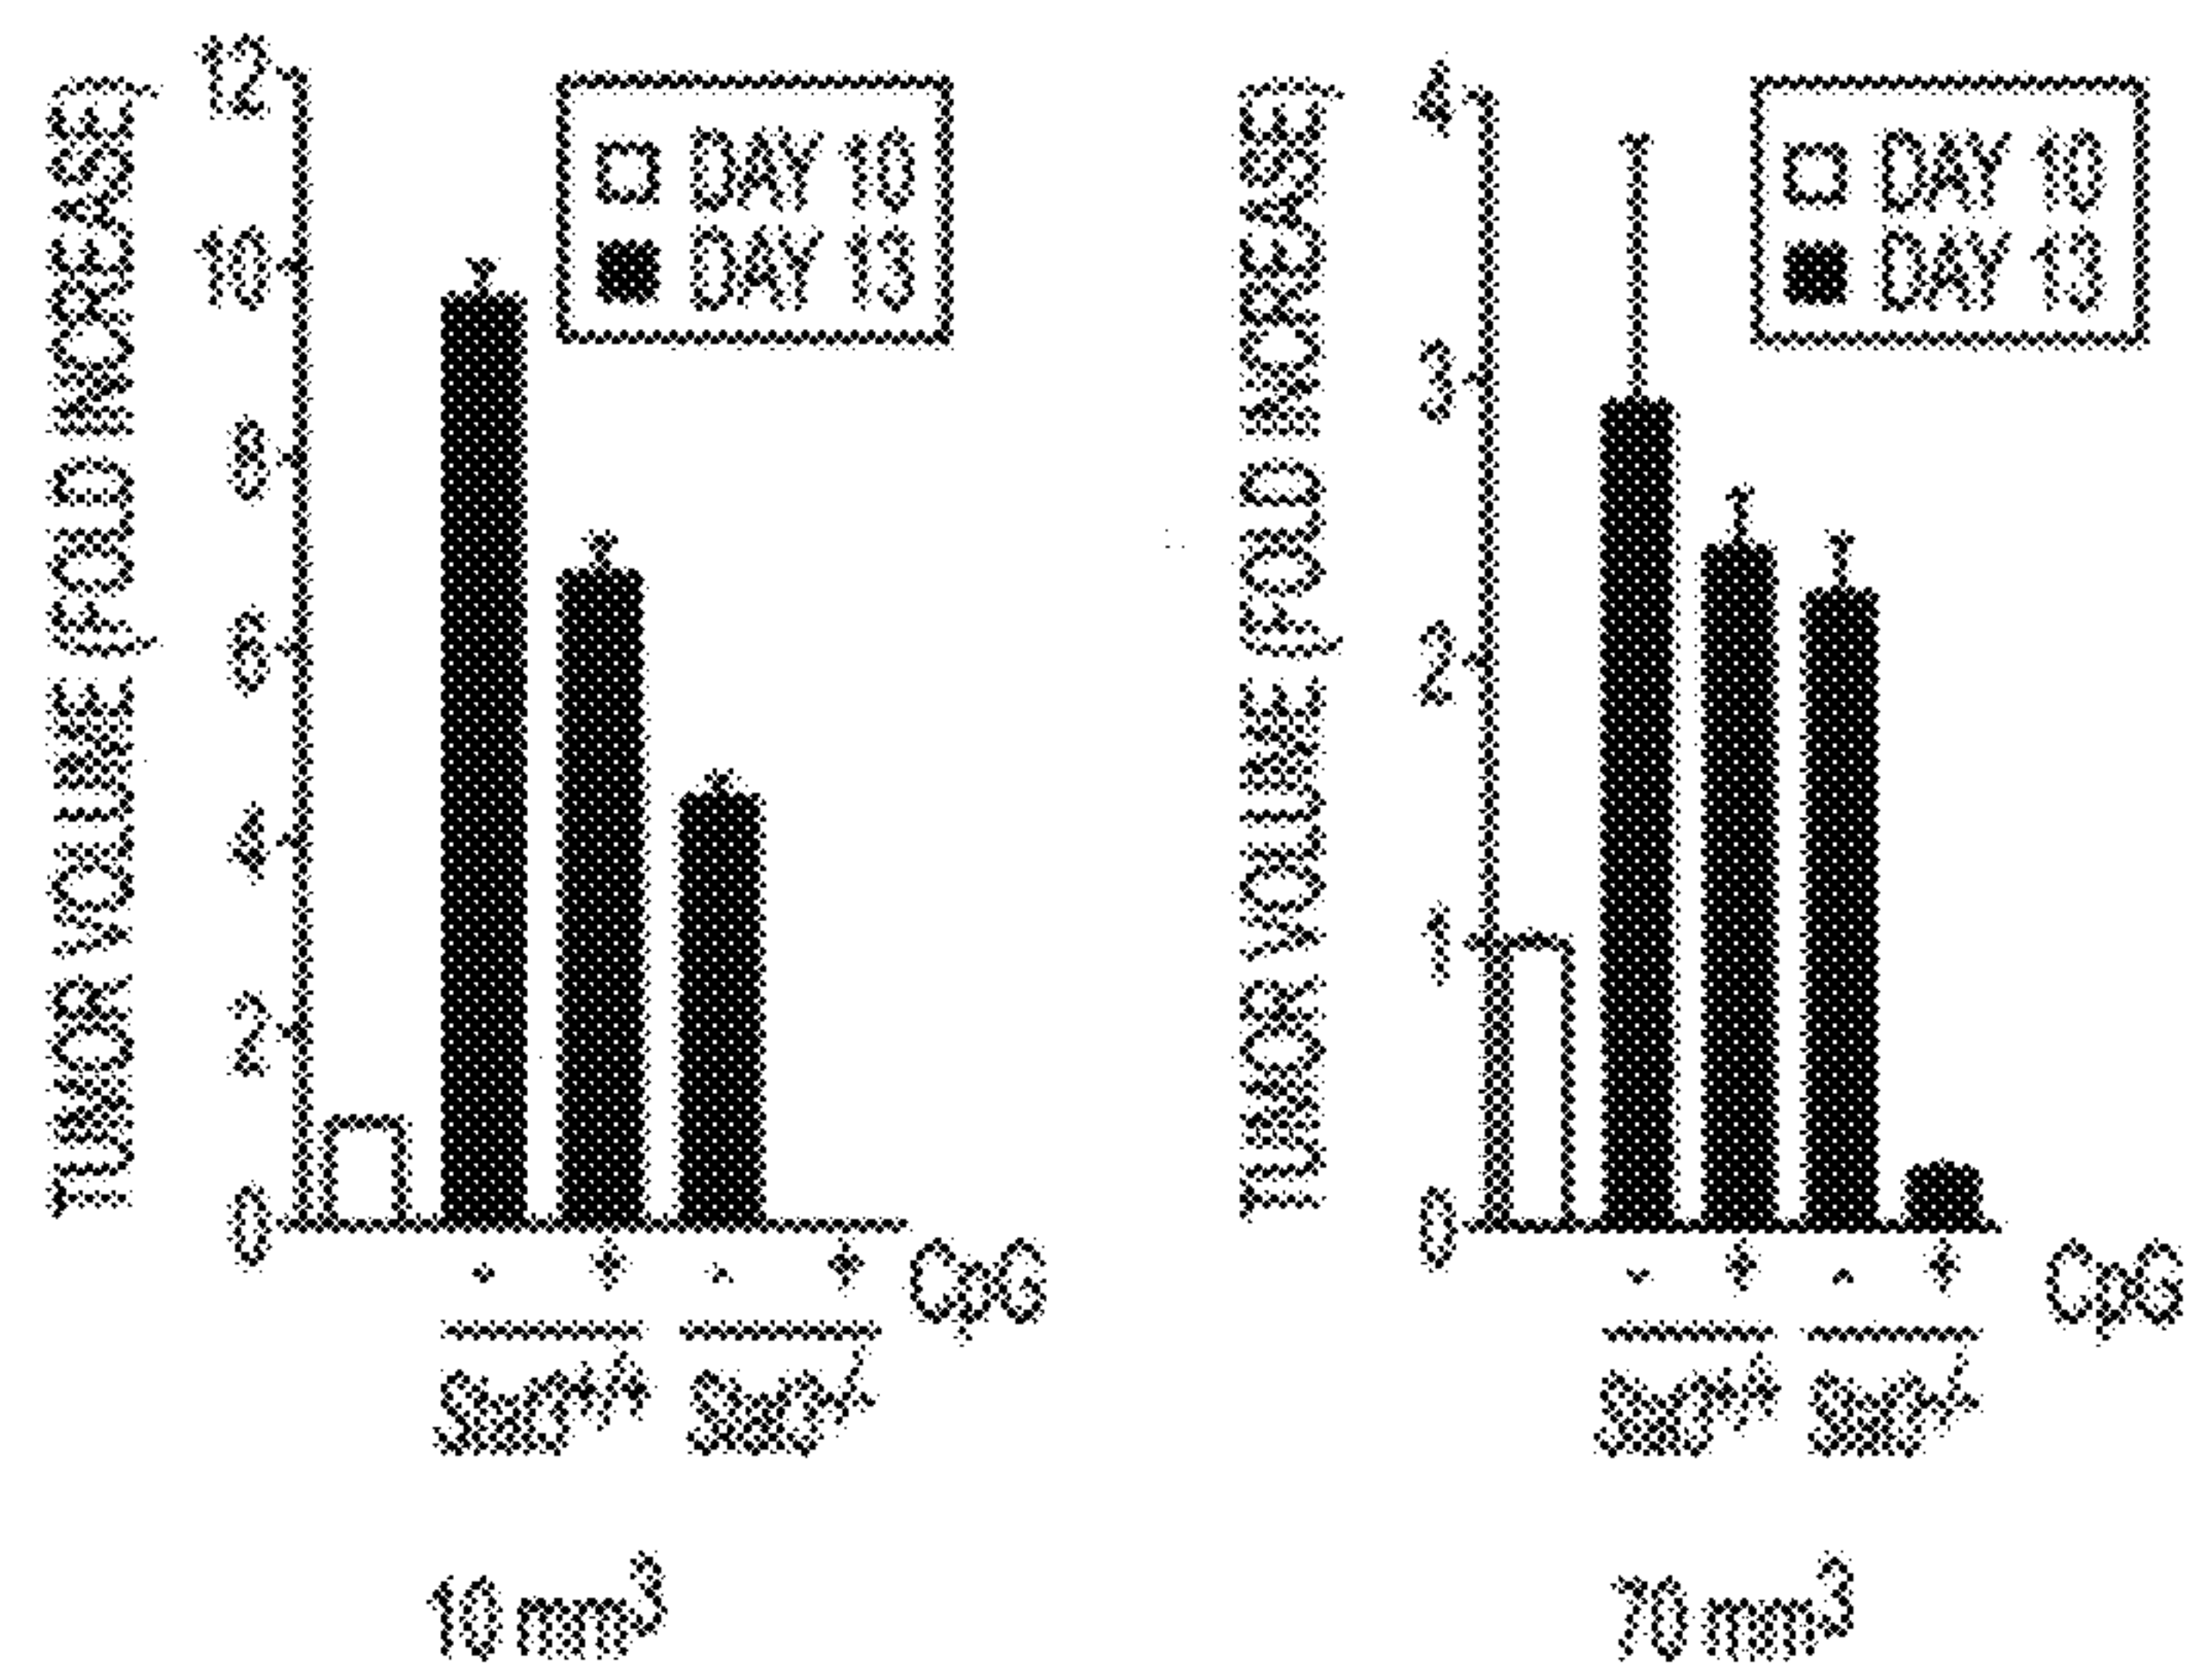 TUMOR VOLUME (FOLD INCREASE)
12
10
8
6
4
2
0
DAY 10
DAY 13
- + - + CpG
Stat3+/+ Stat3-/-
10 mm3
TUMOR VOLUME (FOLD INCREASE)
4
3
2
1
0
DAY 10
DAY 13
- + - + CpG
Stat3+/+ Stat3-/-
70 mm3